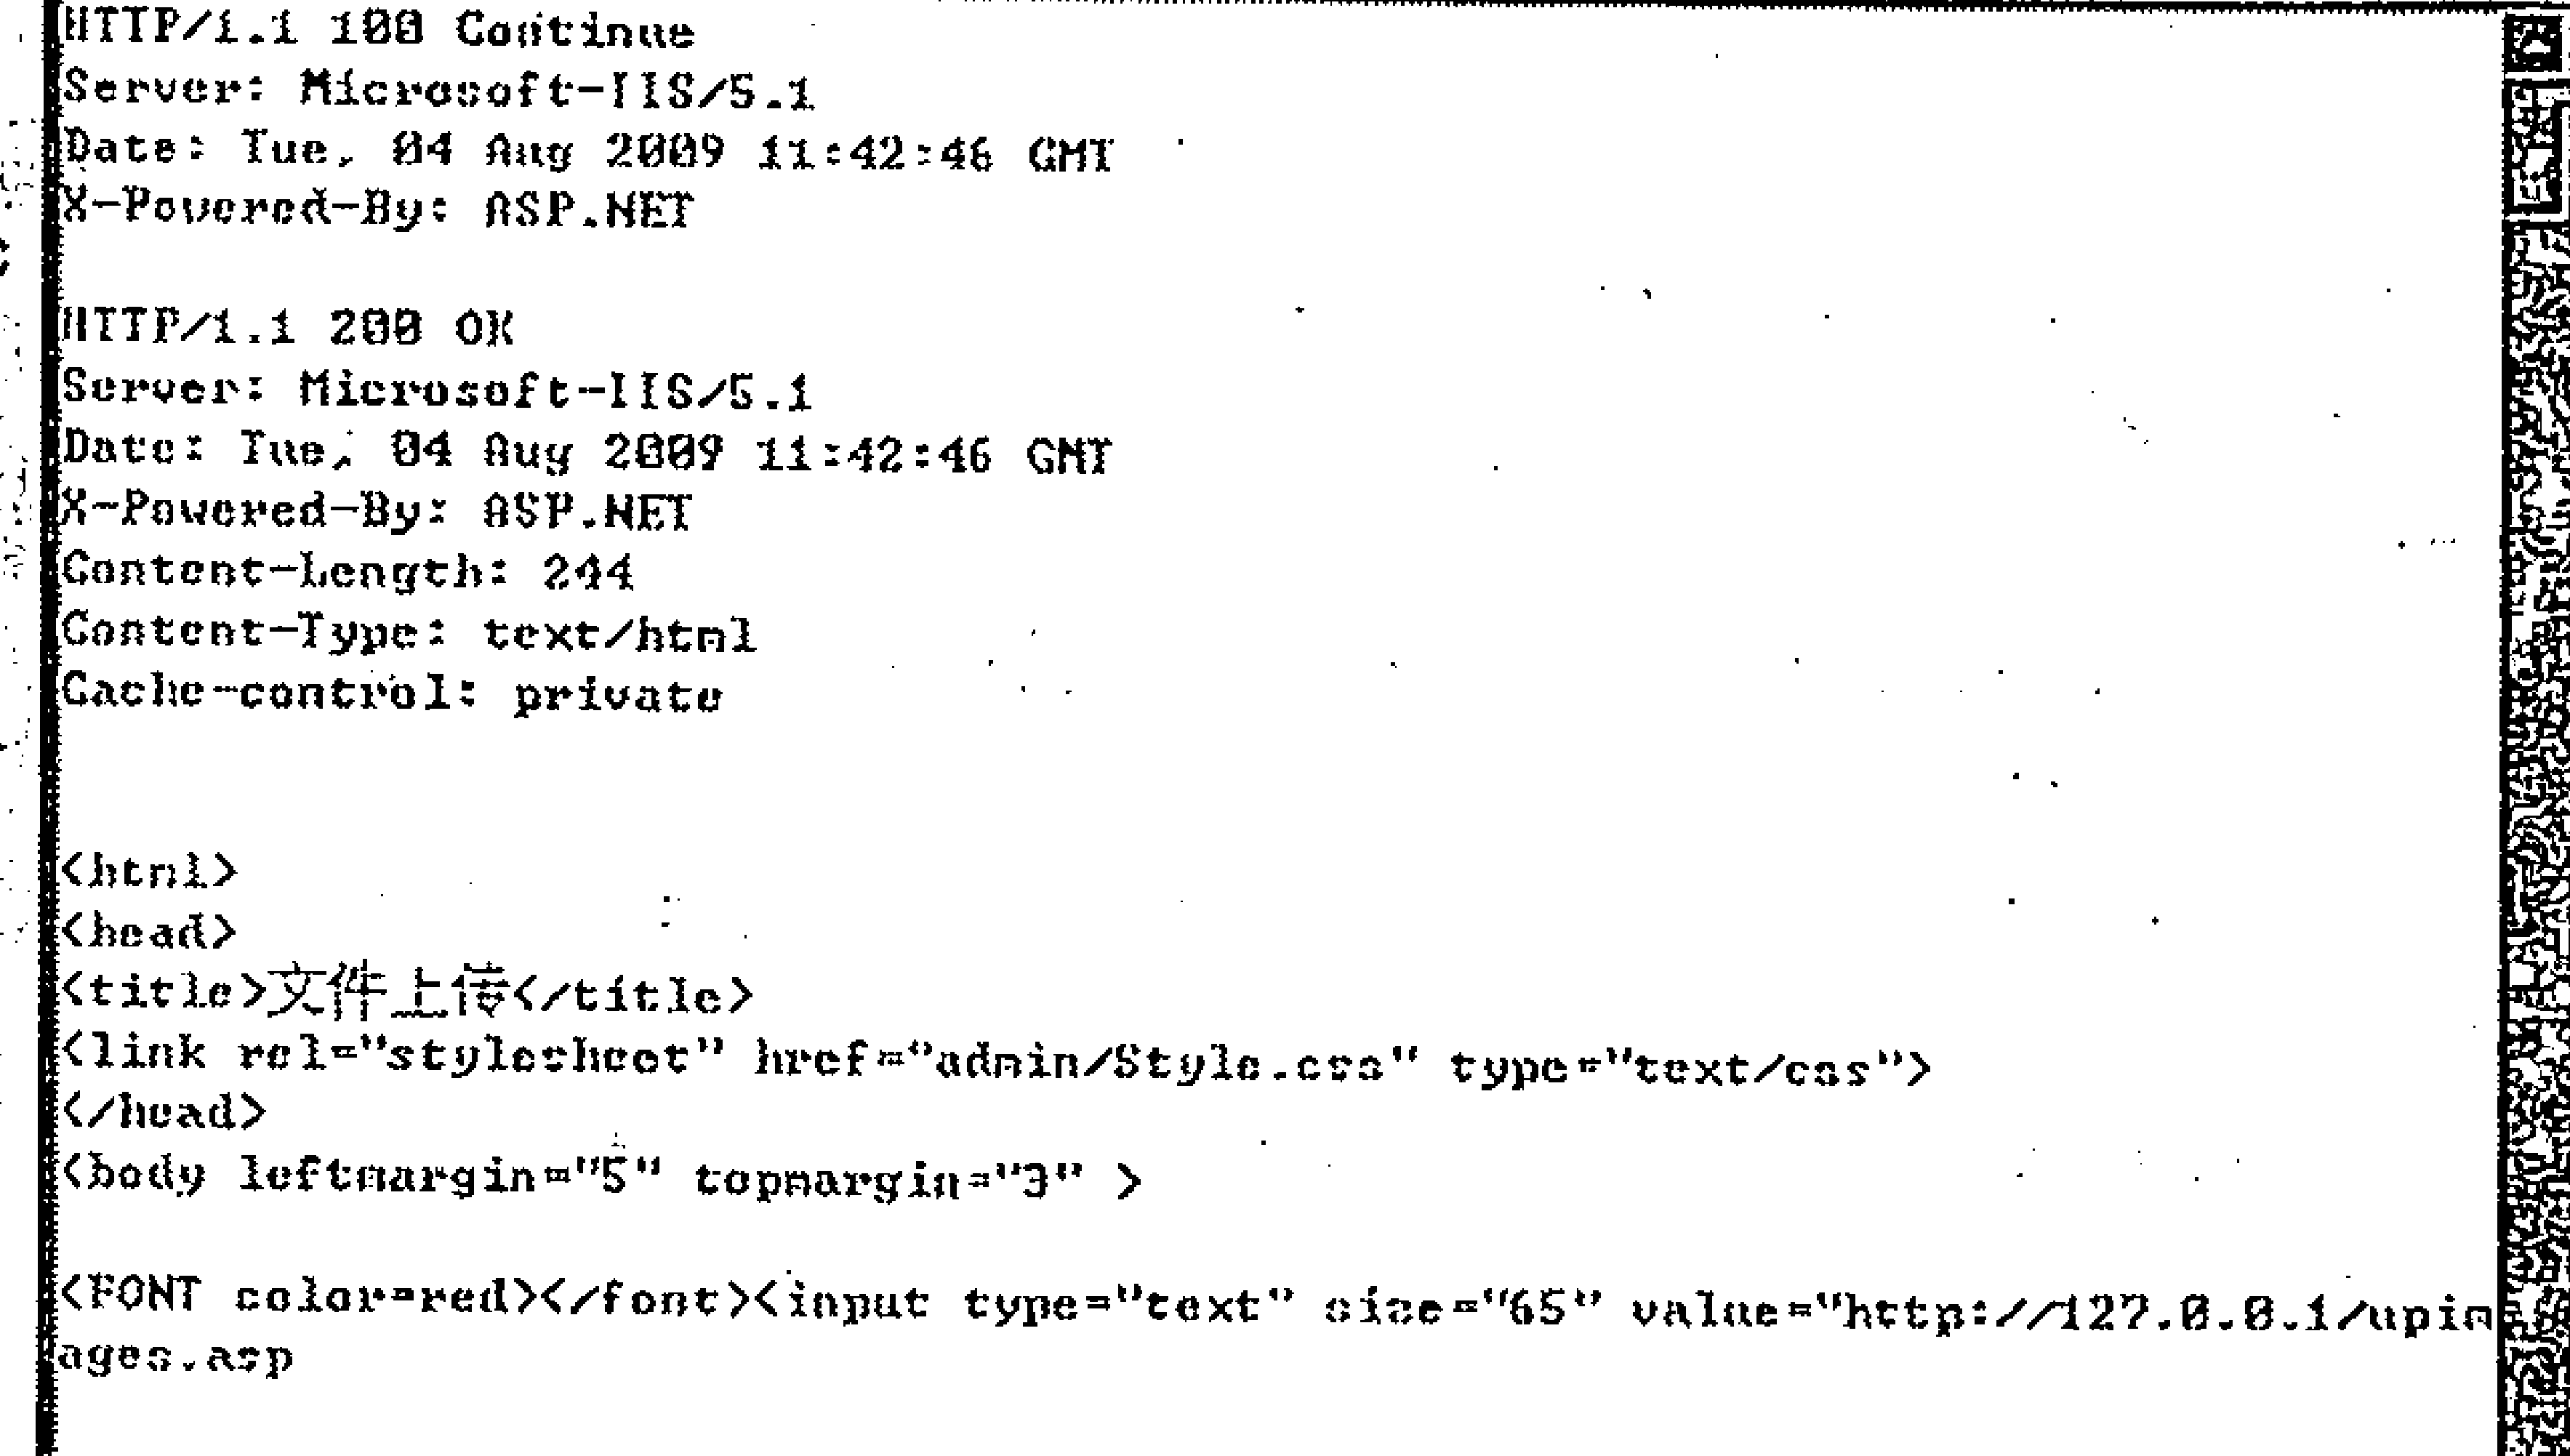 HTTP/1.1 100 Continue
Server: Microsoft-IIS/5.1
Date: Tue, 04 Aug 2009 11:42:46 GMT
X-Powered-By: ASP.NET
HTTP/1.1 200 OK
Server: Microsoft-IIS/5.1
Date: Tue, 04 Aug 2009 11:42:46 GMT
X-Powered-By: ASP.NET
Content-Length: 244
Content-Type: text/html
Cache-control: private
<html>
<head>
<title>文件上传</title>
<link rel="stylesheet" href="admin/Style.css" type="text/css">
</head>
<body leftmargin="5" topmargin="3" >
<FONT color=red></font><input type="text" size="65" value="http://127.0.0.1/upim
ages.asp